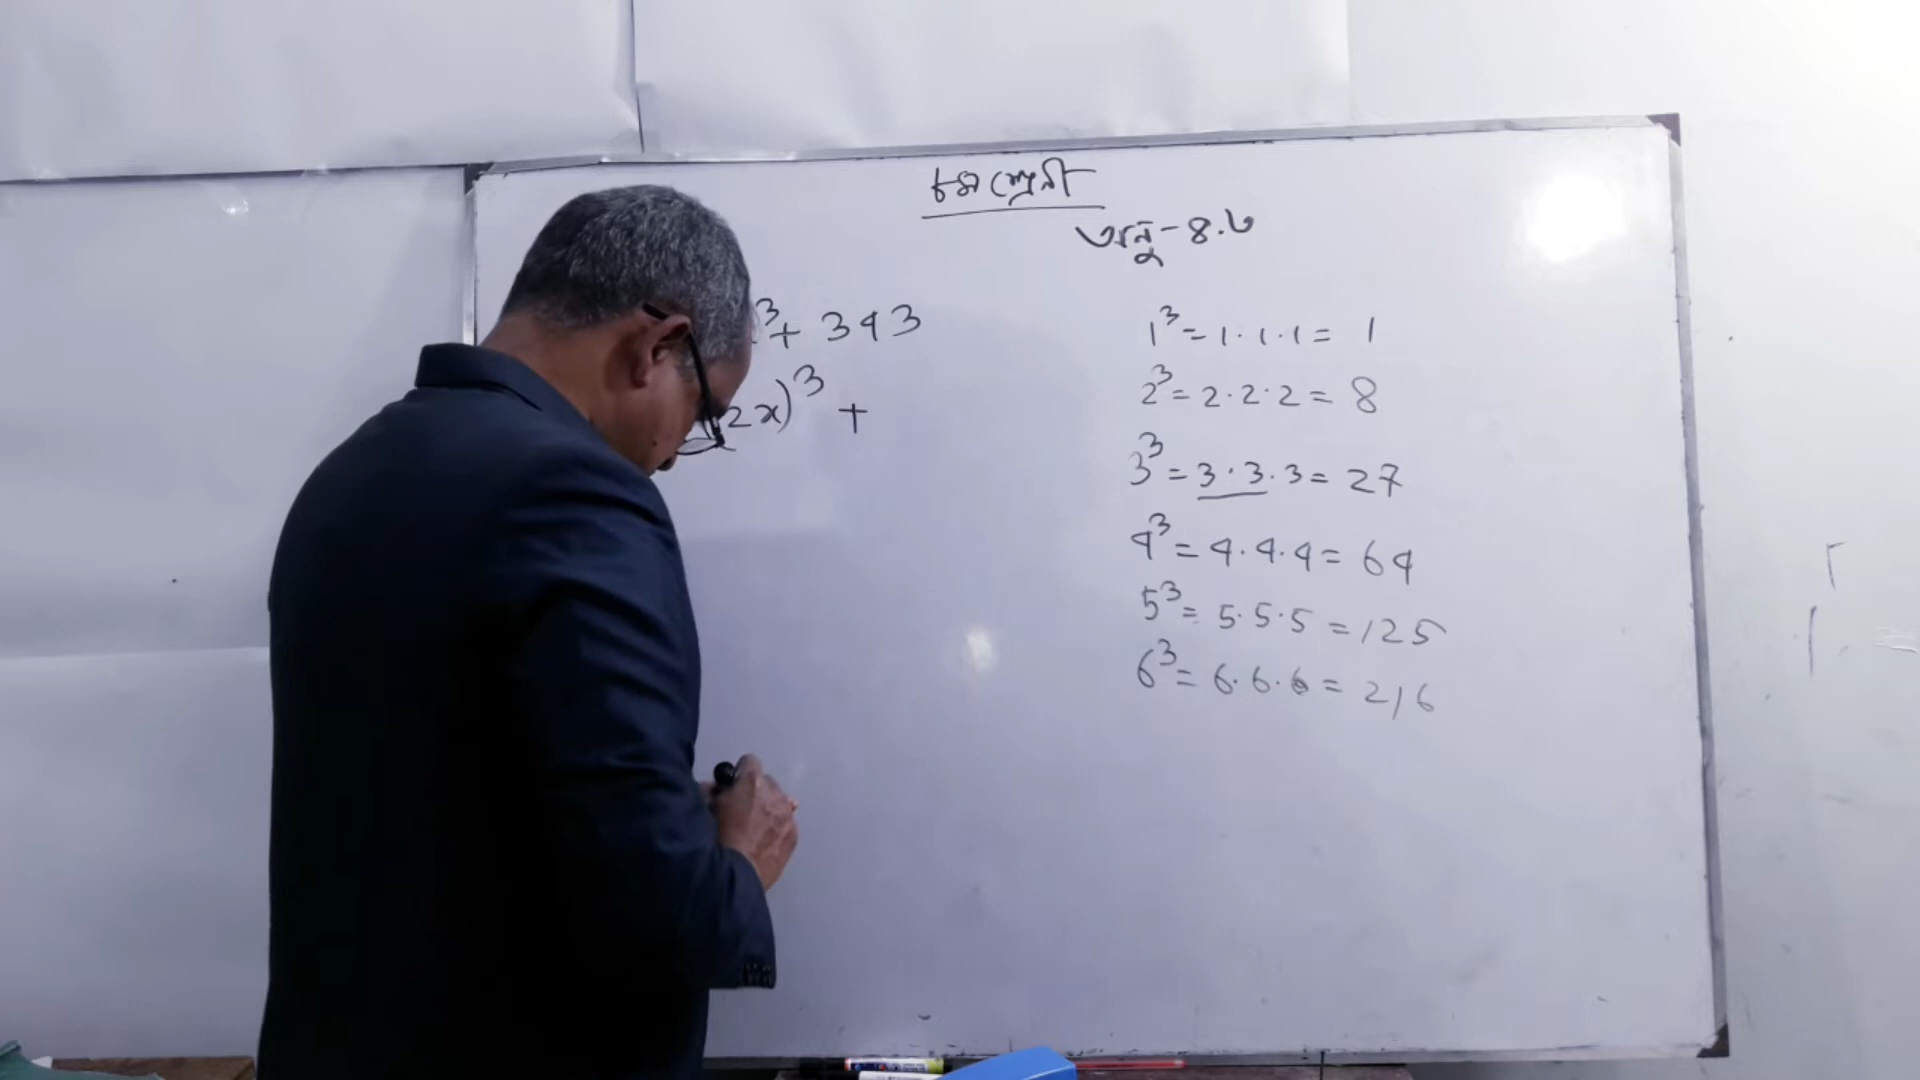 ৮ম শ্রেণী
অনু - ৪.৩
³ + 343
2x)³ +
1³ = 1·1·1 = 1
2³ = 2·2·2 = 8
3³ = 3·3·3 = 27
4³ = 4·4·4 = 64
5³ = 5·5·5 = 125
6³ = 6·6·6 = 216